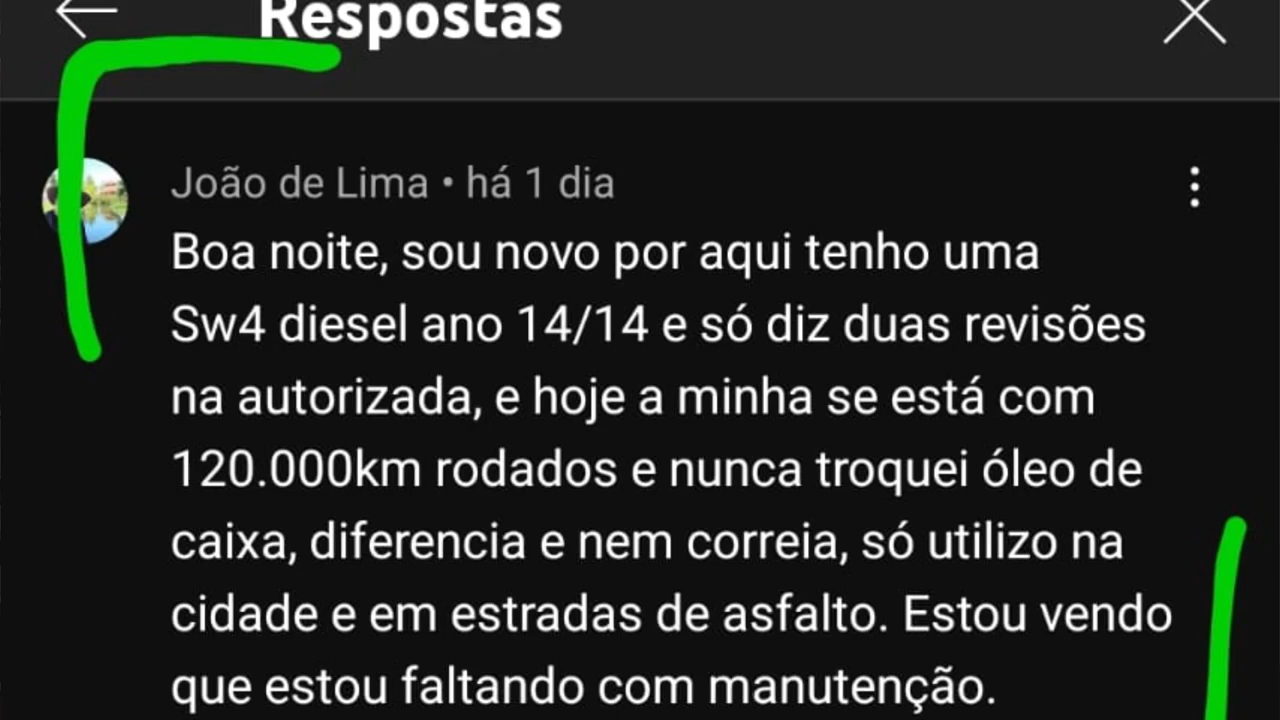 Respostas
João de Lima • há 1 dia
Boa noite, sou novo por aqui tenho uma
Sw4 diesel ano 14/14 e só diz duas revisões
na autorizada, e hoje a minha se está com
120.000km rodados e nunca troquei óleo de
caixa, diferencia e nem correia, só utilizo na
cidade e em estradas de asfalto. Estou vendo
que estou faltando com manutenção.